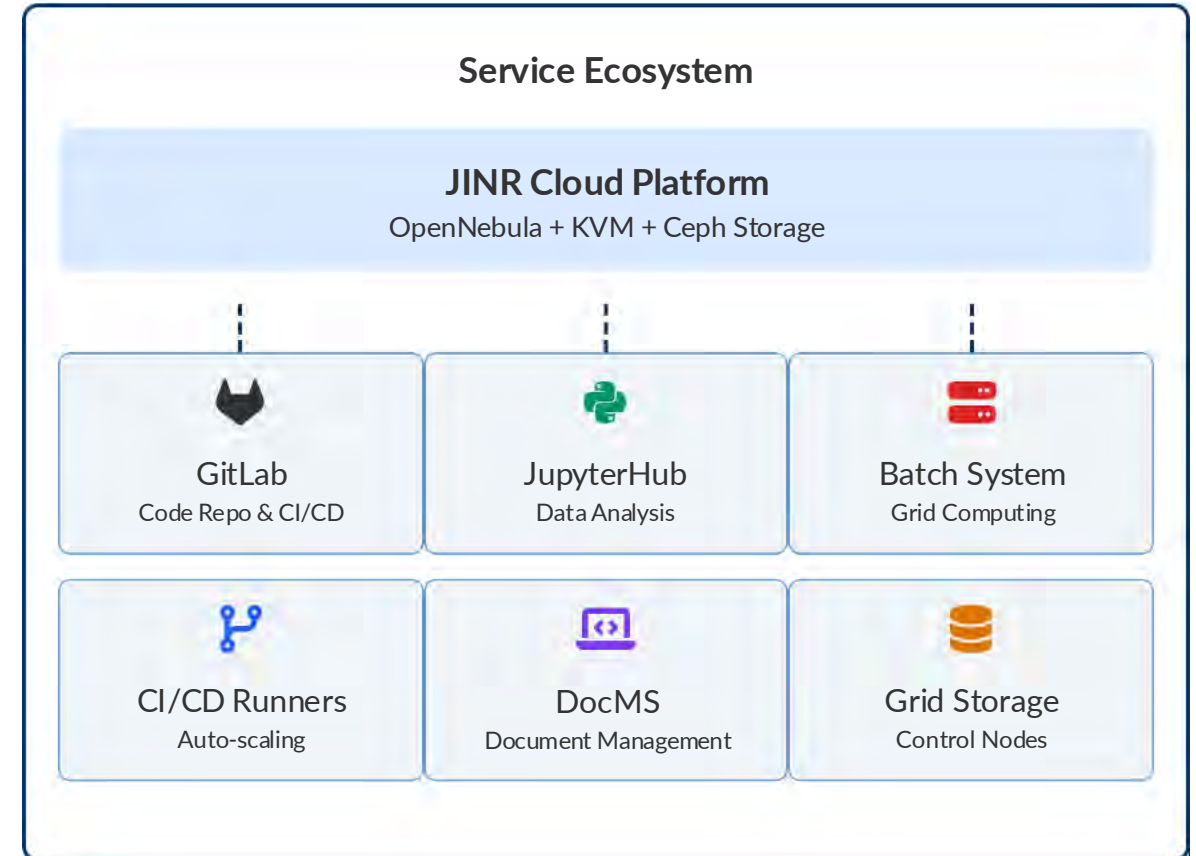 Service Ecosystem
JINR Cloud Platform
OpenNebula + KVM + Ceph Storage
GitLab
Code Repo & CI/CD
JupyterHub
Data Analysis
Batch System
Grid Computing
CI/CD Runners
Auto-scaling
DocMS
Document Management
Grid Storage
Control Nodes